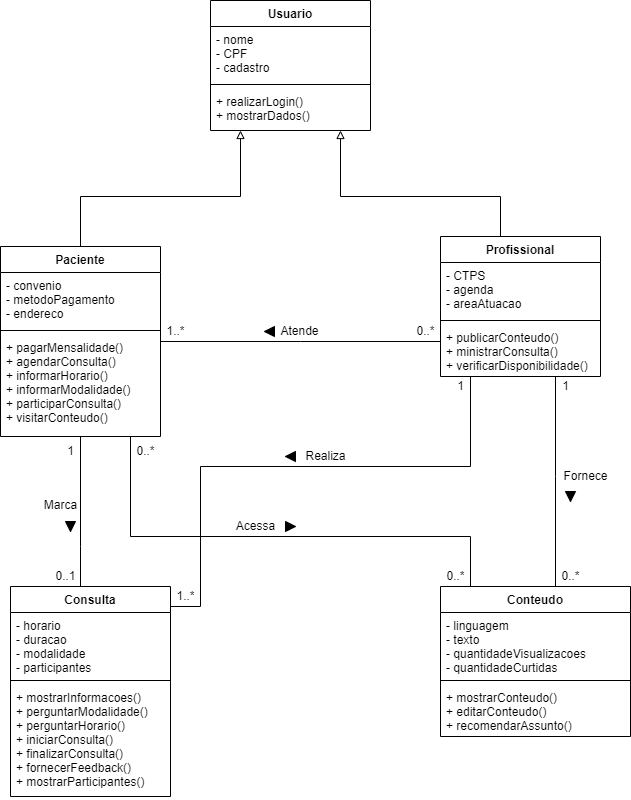 Usuario
- nome
- CPF
- cadastro
+ realizarLogin()
+ mostrarDados()
Paciente
- convenio
- metodoPagamento
- endereco
+ pagarMensalidade()
+ agendarConsulta()
+ informarHorario()
+ informarModalidade()
+ participarConsulta()
+ visitarConteudo()
Profissional
- CTPS
- agenda
- areaAtuacao
+ publicarConteudo()
+ ministrarConsulta()
+ verificarDisponibilidade()
1..*
Atende
0..*
1
0..*
1
1
Realiza
Marca
Fornece
Acessa
0..1
1..*
0..*
0..*
Consulta
- horario
- duracao
- modalidade
- participantes
+ mostrarInformacoes()
+ perguntarModalidade()
+ perguntarHorario()
+ iniciarConsulta()
+ finalizarConsulta()
+ fornecerFeedback()
+ mostrarParticipantes()
Conteudo
- linguagem
- texto
- quantidadeVisualizacoes
- quantidadeCurtidas
+ mostrarConteudo()
+ editarConteudo()
+ recomendarAssunto()